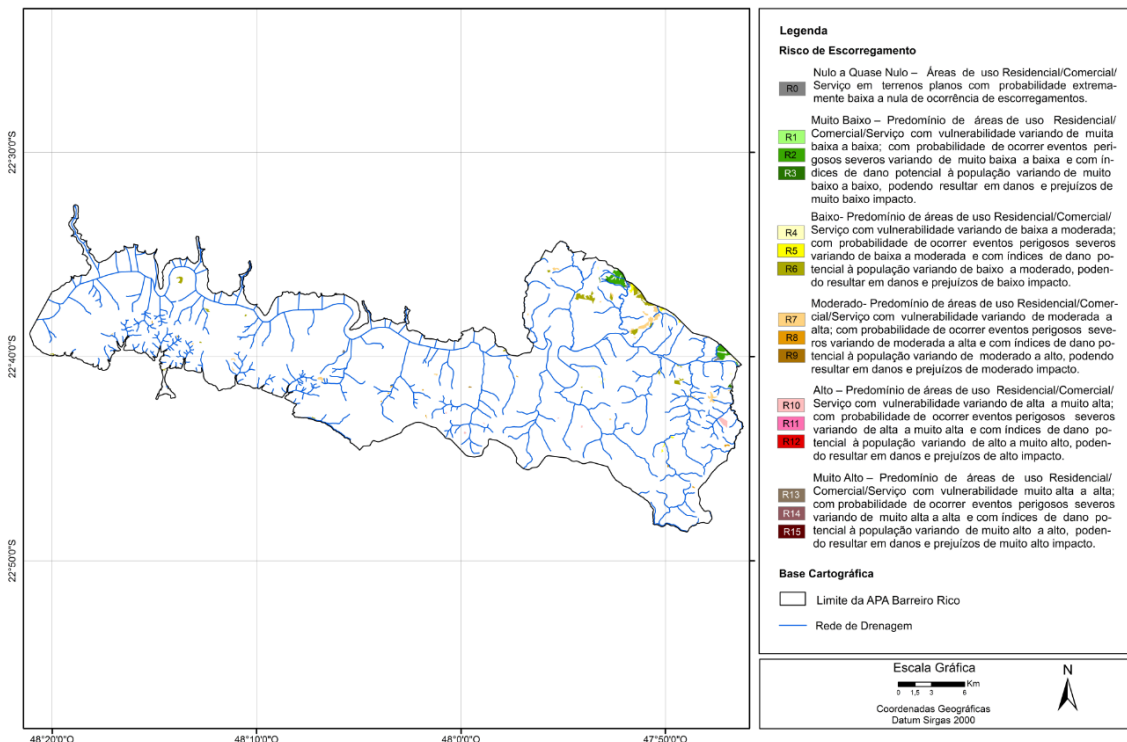 Legenda
Risco de Escorregamento
Nulo a Quase Nulo – Áreas de uso Residencial/Comercial/
R0 Serviço em terrenos planos com probabilidade extrema-
mente baixa a nula de ocorrência de escorregamentos.
Muito Baixo – Predomínio de áreas de uso Residencial/
R1 Comercial/Serviço com vulnerabilidade variando de muita
baixa a baixa; com probabilidade de ocorrer eventos peri-
R2 gosos severos variando de muito baixa a baixa e com ín-
R3 dices de dano potencial à população variando de muito
baixo a baixo, podendo resultar em danos e prejuízos de
muito baixo impacto.
Baixo- Predomínio de áreas de uso Residencial/Comercial/
R4 Serviço com vulnerabilidade variando de baixa a moderada;
R5 com probabilidade de ocorrer eventos perigosos severos
variando de baixa a moderada e com índices de dano po-
R6 tencial à população variando de baixo a moderado, poden-
do resultar em danos e prejuízos de baixo impacto.
Moderado- Predomínio de áreas de uso Residencial/Comer-
R7 cial/Serviço com vulnerabilidade variando de moderada a
R8 alta; com probabilidade de ocorrer eventos perigosos seve-
ros variando de moderada a alta e com índices de dano po-
R9 tencial à população variando de moderado a alto, podendo
resultar em danos e prejuízos de moderado impacto.
Alto – Predomínio de áreas de uso Residencial/Comercial/
R10 Serviço com vulnerabilidade variando de alta a muito alta;
R11 com probabilidade de ocorrer eventos perigosos severos
variando de alta a muito alta e com índices de dano po-
R12 tencial à população variando de alto a muito alto, poden-
do resultar em danos e prejuízos de alto impacto.
Muito Alto – Predomínio de áreas de uso Residencial/
R13 Comercial/Serviço com vulnerabilidade muito alta a alta;
com probabilidade de ocorrer eventos perigosos severos
R14 variando de muito alta a alta e com índices de dano po-
R15 tencial à população variando de muito alto a alto, poden-
do resultar em danos e prejuízos de muito alto impacto.
Base Cartográfica
Limite da APA Barreiro Rico
Rede de Drenagem
Escala Gráfica
N
Km
0 1,5 3 6
Coordenadas Geográficas
Datum Sirgas 2000
22°30'0"S
22°40'0"S
22°50'0"S
48°20'0"O 48°10'0"O 48°0'0"O 47°50'0"O